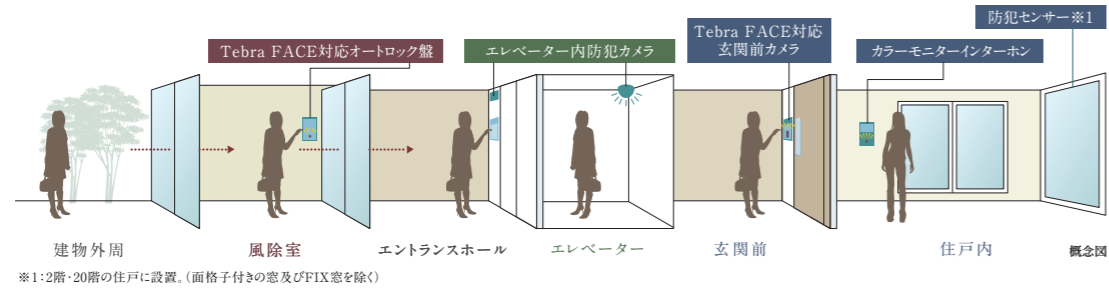 防犯センサー※1
Tebra FACE対応オートロック盤
エレベーター内防犯カメラ
Tebra FACE対応
玄関前カメラ
カラーモニターインターホン
建物外周
風除室
エントランスホール
エレベーター
玄関前
住戸内
概念図
※1：2階・20階の住戸に設置。（面格子付きの窓及びFIX窓を除く）